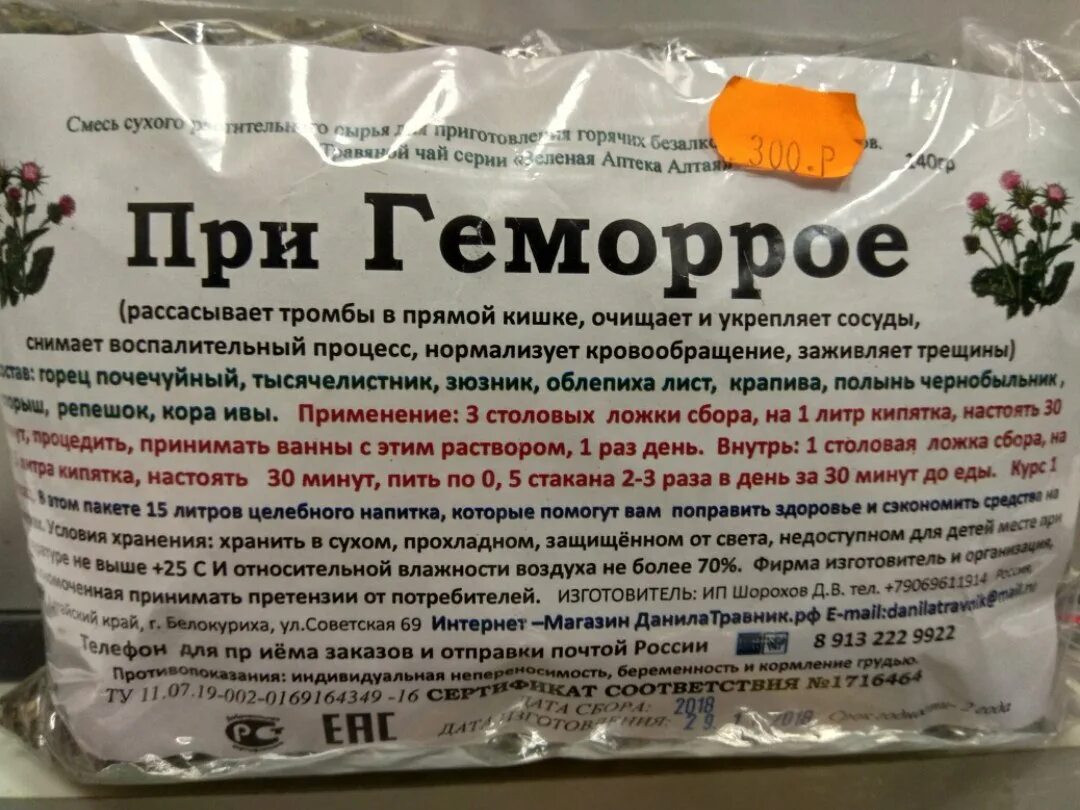 Смесь сухого растительного сырья для приготовления горячих
Травяной чай серии «Зеленая Аптека Алтая»
140гр
300.Р
При Геморрое
(рассасывает тромбы в прямой кишке, очищает и укрепляет сосуды,
снимает воспалительный процесс, нормализует кровообращение, заживляет трещины)
горец почечуйный, тысячелистник, зюзник, облепиха лист, крапива, полынь чернобыльник,
репешок, кора ивы. Применение: 3 столовых ложки сбора, на 1 литр кипятка, настоять 30
процедить, принимать ванны с этим раствором, 1 раз день. Внутрь: 1 столовая ложка сбора, на
литра кипятка, настоять 30 минут, пить по 0, 5 стакана 2-3 раза в день за 30 минут до еды. Курс 1
В этом пакете 15 литров целебного напитка, которые помогут вам поправить здоровье и сэкономить средства на
Условия хранения: хранить в сухом, прохладном, защищённом от света, недоступном для детей месте при
не выше +25 С И относительной влажности воздуха не более 70%. Фирма изготовитель и организация,
принимать претензии от потребителей. ИЗГОТОВИТЕЛЬ: ИП Шорохов Д.В. тел. +79069611914 Россия,
край, г. Белокуриха, ул.Советская 69 Интернет –Магазин ДанилаТравник.рф E-mail:danilatravnik@mail.ru
Телефон для пр иёма заказов и отправки почтой России 8 913 222 9922
Противопоказания: индивидуальная непереносимость, беременность и кормление грудью.
ТУ 11.07.19-002-0169164349 -16 СЕРТИФИКАТ СООТВЕТСТВИЯ №1716464
ДАТА СБОРА: 2018
ЕАС ДАТА ИЗГОТОВЛЕНИЯ: 2018 Срок годности- 2 года